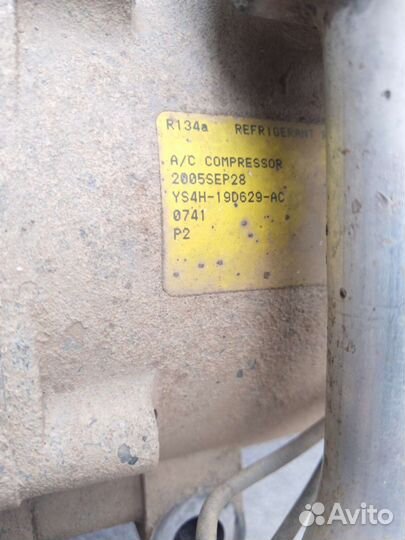 R134a REFRIGERANT
A/C COMPRESSOR
2005SEP28
YS4H-19D629-AC
0741
P2
Avito